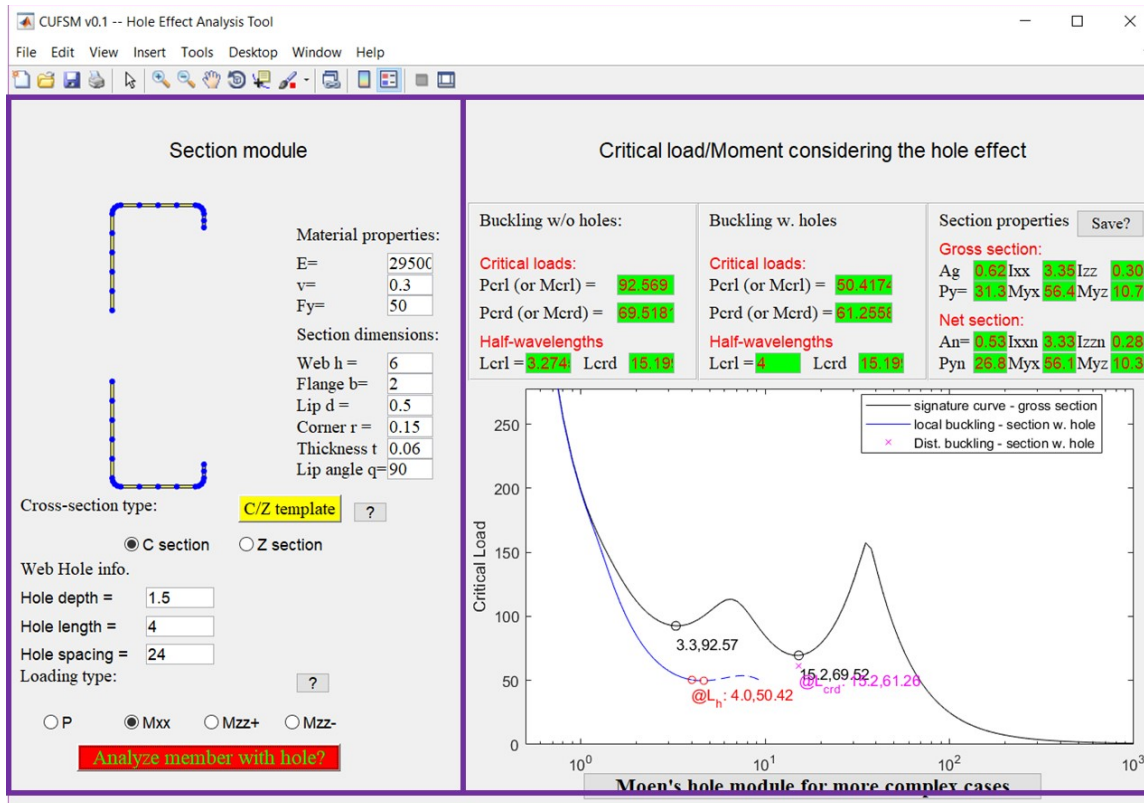 CUFSM v0.1 -- Hole Effect Analysis Tool
File Edit View Insert Tools Desktop Window Help
Section module
Material properties:
E= 29500
v= 0.3
Fy= 50
Section dimensions:
Web h = 6
Flange b= 2
Lip d = 0.5
Corner r = 0.15
Thickness t 0.06
Lip angle q= 90
Cross-section type: C/Z template ?
C section Z section
Web Hole info.
Hole depth = 1.5
Hole length = 4
Hole spacing = 24
Loading type: ?
P Mxx Mzz+ Mzz-
Analyze member with hole?
Critical load/Moment considering the hole effect
Buckling w/o holes:
Critical loads:
Pcrl (or Mcrl) = 92.569
Pcrd (or Mcrd) = 69.518
Half-wavelengths
Lcrl = 3.274 Lcrd 15.19
Buckling w. holes
Critical loads:
Pcrl (or Mcrl) = 50.4174
Pcrd (or Mcrd) = 61.2558
Half-wavelengths
Lcrl = 4 Lcrd 15.19
Section properties Save?
Gross section:
Ag 0.62 Ixx 3.35 Izz 0.30
Py= 31.3 Myx 56.4 Myz 10.7
Net section:
An= 0.53 Ixxn 3.33 Izzn 0.28
Pyn 26.8 Myx 56.1 Myz 10.3
signature curve - gross section
local buckling - section w. hole
Dist. buckling - section w. hole
Critical Load
250
200
150
100
50
0
3.3,92.57
15.2,69.52
@Lcrd: 15.2,61.26
@Lh: 4.0,50.42
10^0 10^1 10^2 10^3
Moen's hole module for more complex cases